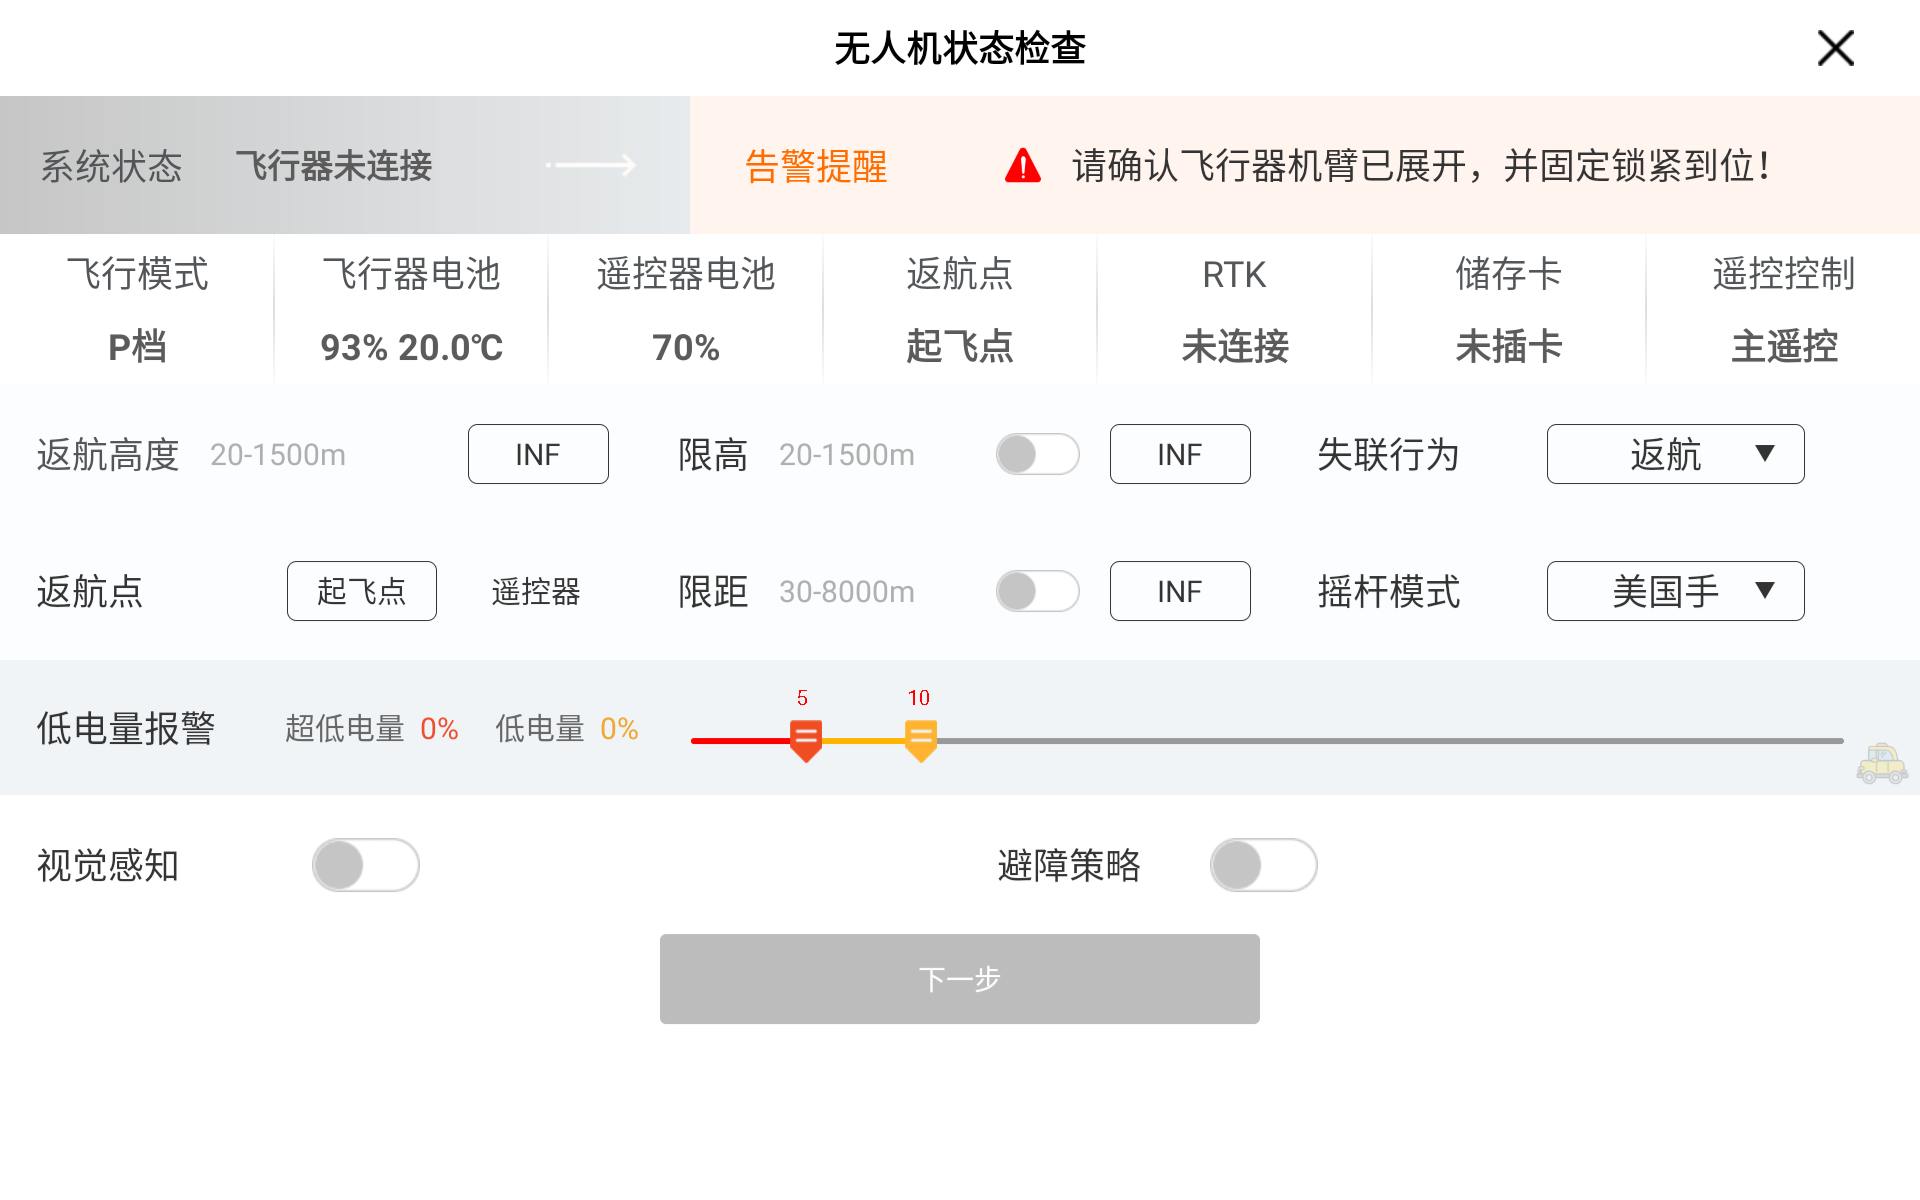 无人机状态检查
系统状态 飞行器未连接 告警提醒 请确认飞行器机臂已展开，并固定锁紧到位！
飞行模式 飞行器电池 遥控器电池 返航点 RTK 储存卡 遥控控制
P档 93% 20.0℃ 70% 起飞点 未连接 未插卡 主遥控
返航高度 20-1500m INF 限高 20-1500m INF 失联行为 返航
返航点 起飞点 遥控器 限距 30-8000m INF 摇杆模式 美国手
5 10
低电量报警 超低电量 0% 低电量 0%
视觉感知 避障策略
下一步